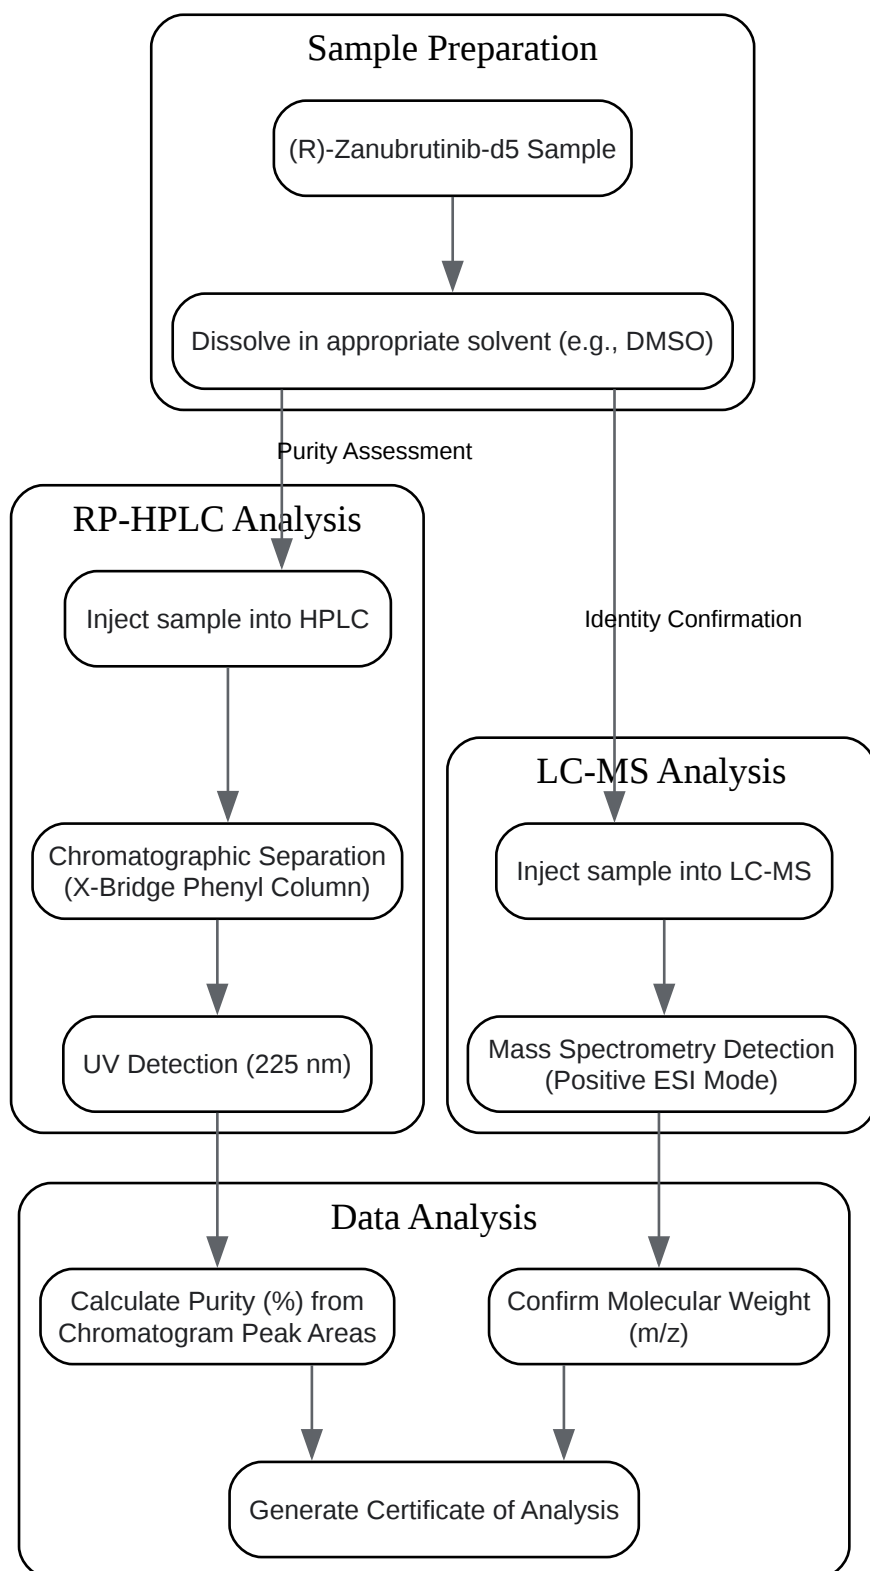 Sample Preparation
(R)-Zanubrutinib-d5 Sample
Dissolve in appropriate solvent (e.g., DMSO)
Purity Assessment
RP-HPLC Analysis
Inject sample into HPLC
Identity Confirmation
LC-MS Analysis
Chromatographic Separation
(X-Bridge Phenyl Column)
Inject sample into LC-MS
UV Detection (225 nm)
Mass Spectrometry Detection
(Positive ESI Mode)
Data Analysis
Calculate Purity (%) from
Chromatogram Peak Areas
Confirm Molecular Weight
(m/z)
Generate Certificate of Analysis